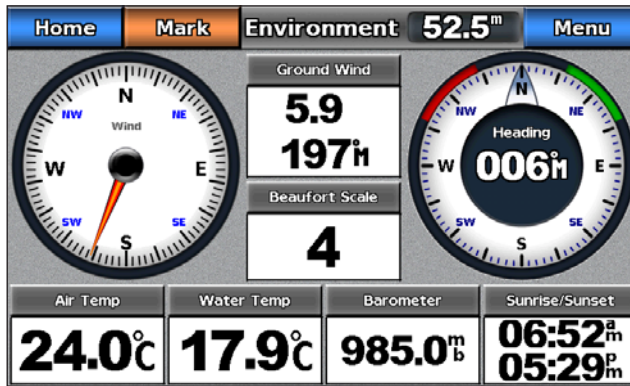 Home Mark Environment 52.5m Menu
Ground Wind
5.9
197°M
Beaufort Scale
4
N
NW NE
Wind
W E
SW SE
S
N
NW NE
Heading
006°M
W E
SW SE
S
Air Temp Water Temp Barometer Sunrise/Sunset
24.0°C 17.9°C 985.0mb 06:52am
05:29pm